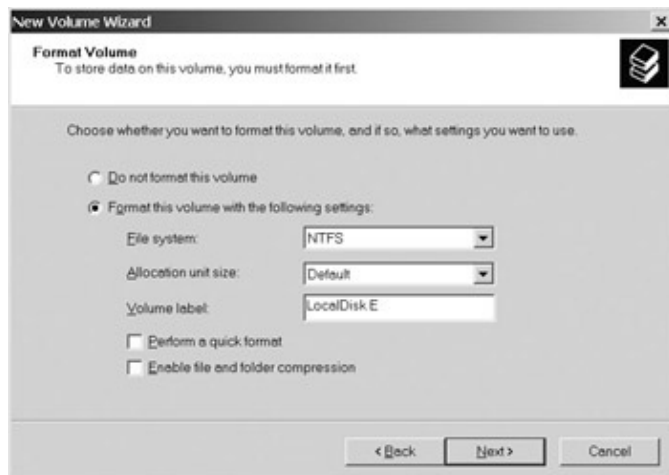 New Volume Wizard
Format Volume
To store data on this volume, you must format it first.
Choose whether you want to format this volume, and if so, what settings you want to use.
Do not format this volume
Format this volume with the following settings:
File system: NTFS
Allocation unit size: Default
Volume label: LocalDisk E
Perform a quick format
Enable file and folder compression
< Back Next > Cancel